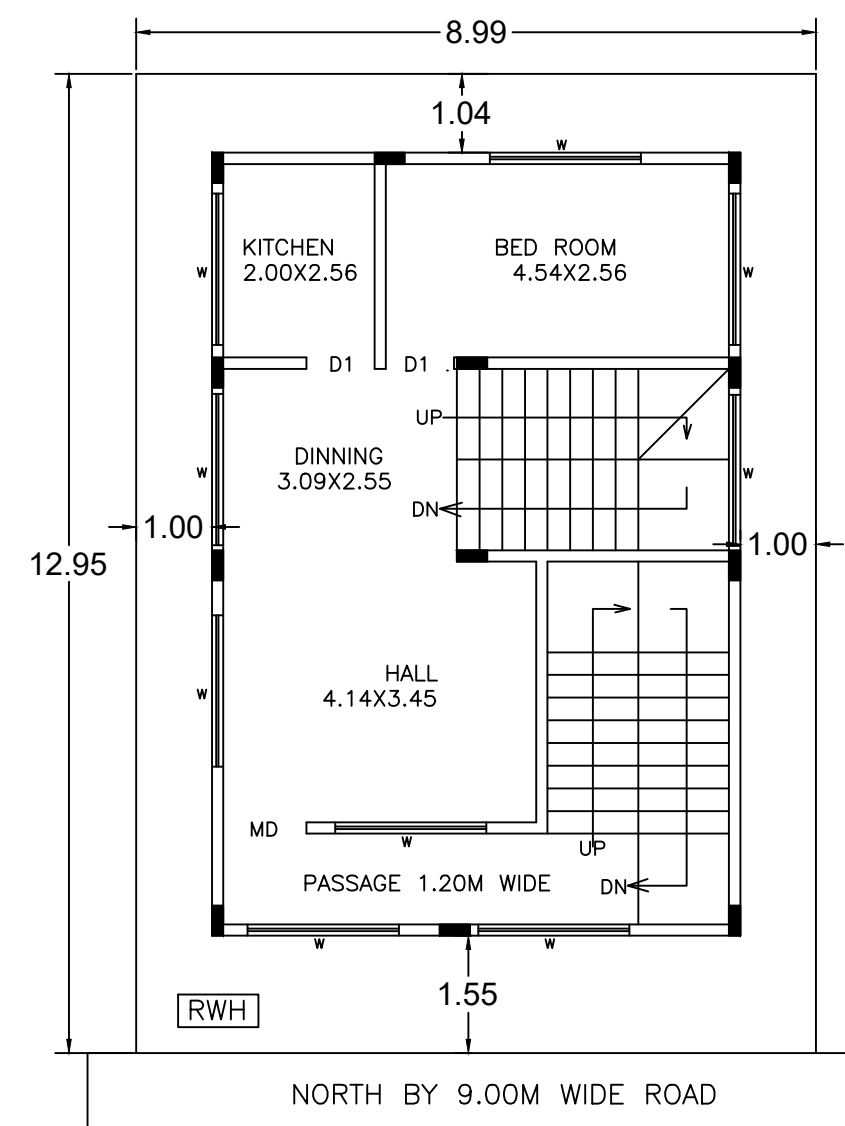 8.99
1.04
W
KITCHEN
2.00X2.56
BED ROOM
4.54X2.56
W
W
D1
D1
UP
DINNING
3.09X2.55
W
W
DN
1.00
1.00
12.95
HALL
4.14X3.45
W
MD
W
UP
PASSAGE 1.20M WIDE
DN
W
W
1.55
RWH
NORTH BY 9.00M WIDE ROAD